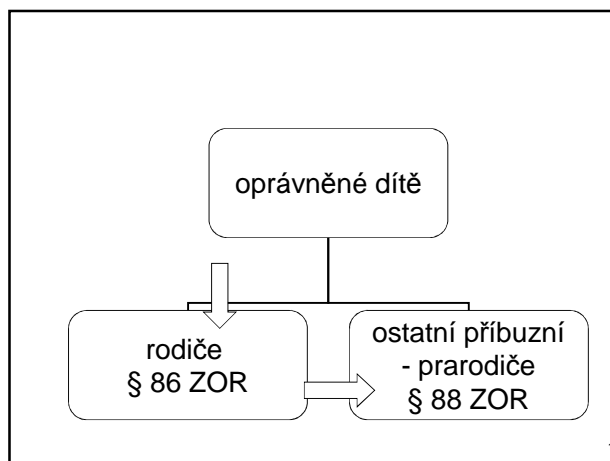 oprávněné dítě
rodiče
§ 86 ZOR
ostatní příbuzní
- prarodiče
§ 88 ZOR